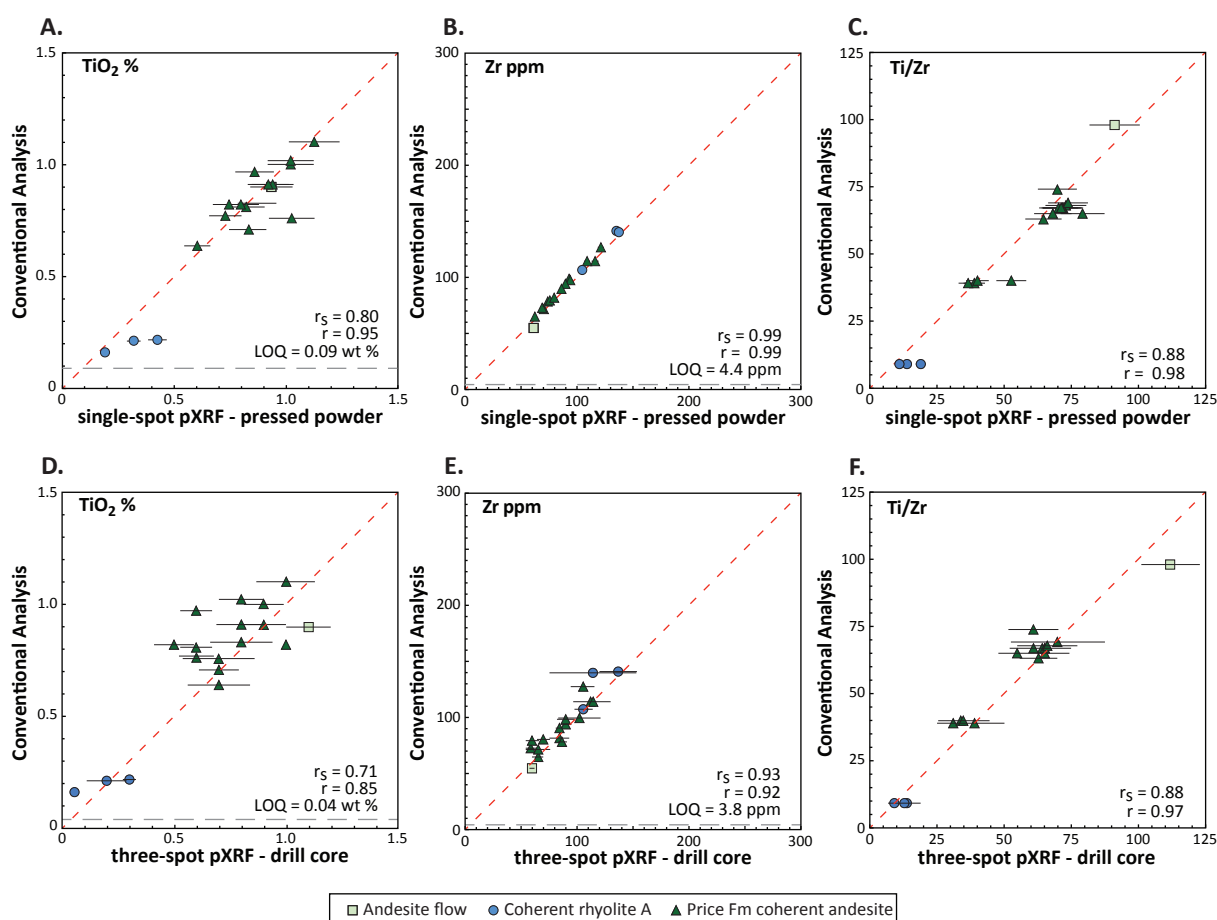 A.
TiO2 %
Conventional Analysis
1.5
1.0
0.5
0
rS = 0.80
r = 0.95
LOQ = 0.09 wt %
0 0.5 1.0 1.5
single-spot pXRF - pressed powder
B.
Zr ppm
Conventional Analysis
300
200
100
0
rS = 0.99
r = 0.99
LOQ = 4.4 ppm
0 100 200 300
single-spot pXRF - pressed powder
C.
Ti/Zr
Conventional Analysis
125
100
75
50
25
0
rS = 0.88
r = 0.98
0 25 50 75 100 125
single-spot pXRF - pressed powder
D.
TiO2 %
Conventional Analysis
1.5
1.0
0.5
0
rS = 0.71
r = 0.85
LOQ = 0.04 wt %
0 0.5 1.0 1.5
three-spot pXRF - drill core
E.
Zr ppm
Conventional Analysis
300
200
100
0
rS = 0.93
r = 0.92
LOQ = 3.8 ppm
0 100 200 300
three-spot pXRF - drill core
F.
Ti/Zr
Conventional Analysis
125
100
75
50
25
0
rS = 0.88
r = 0.97
0 25 50 75 100 125
three-spot pXRF - drill core
Andesite flow Coherent rhyolite A Price Fm coherent andesite